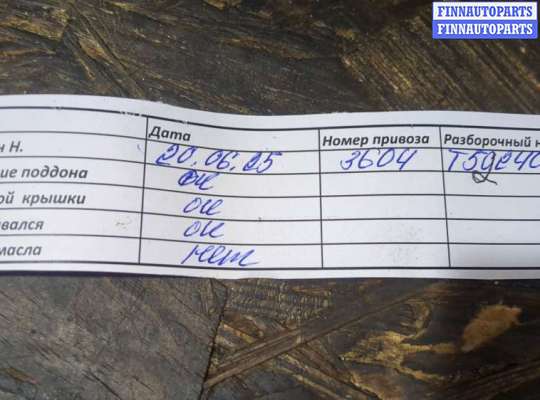 FINNAUTOPARTS
FINNAUTOPARTS
Дата Номер привоза Разборочный н
н Н. 20.06.25 3604
ие поддона ок
ой крышки ок
вался ок
масла нет